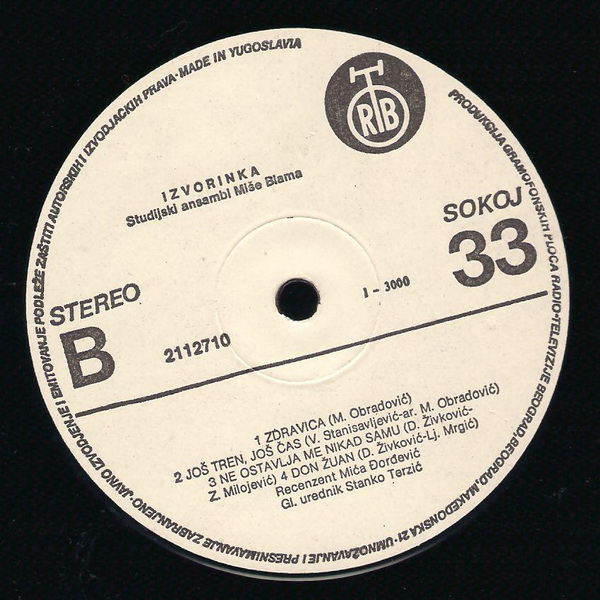 PRODUKCIJA GRAMOFONSKIH PLOČA RADIO-TELEVIZIJE BEOGRAD, BEOGRAD, MAKEDONSKA 21 · UMNOŽAVANJE I PRESNIMAVANJE ZABRANJENO · JAVNO IZVODJENJE I EMITOVANJE PODLEŽE ZAŠTITI AUTORSKIH I IZVODJAČKIH PRAVA · MADE IN YUGOSLAVIA
RTB
IZVORINKA
Studijski ansambl Miše Blama
SOKOJ
33
STEREO
B
2112710
I - 3000
1 ZDRAVICA (M. Obradović)
2 JOŠ TREN, JOŠ ČAS (V. Stanisavljević-ar. M. Obradović)
3 NE OSTAVLJA ME NIKAD SAMU (D. Živković-
Z. Milojević) 4 DON ŽUAN (D. Živković-Lj. Mrgić)
Recenzent Mića Đorđević
Gl. urednik Stanko Terzić